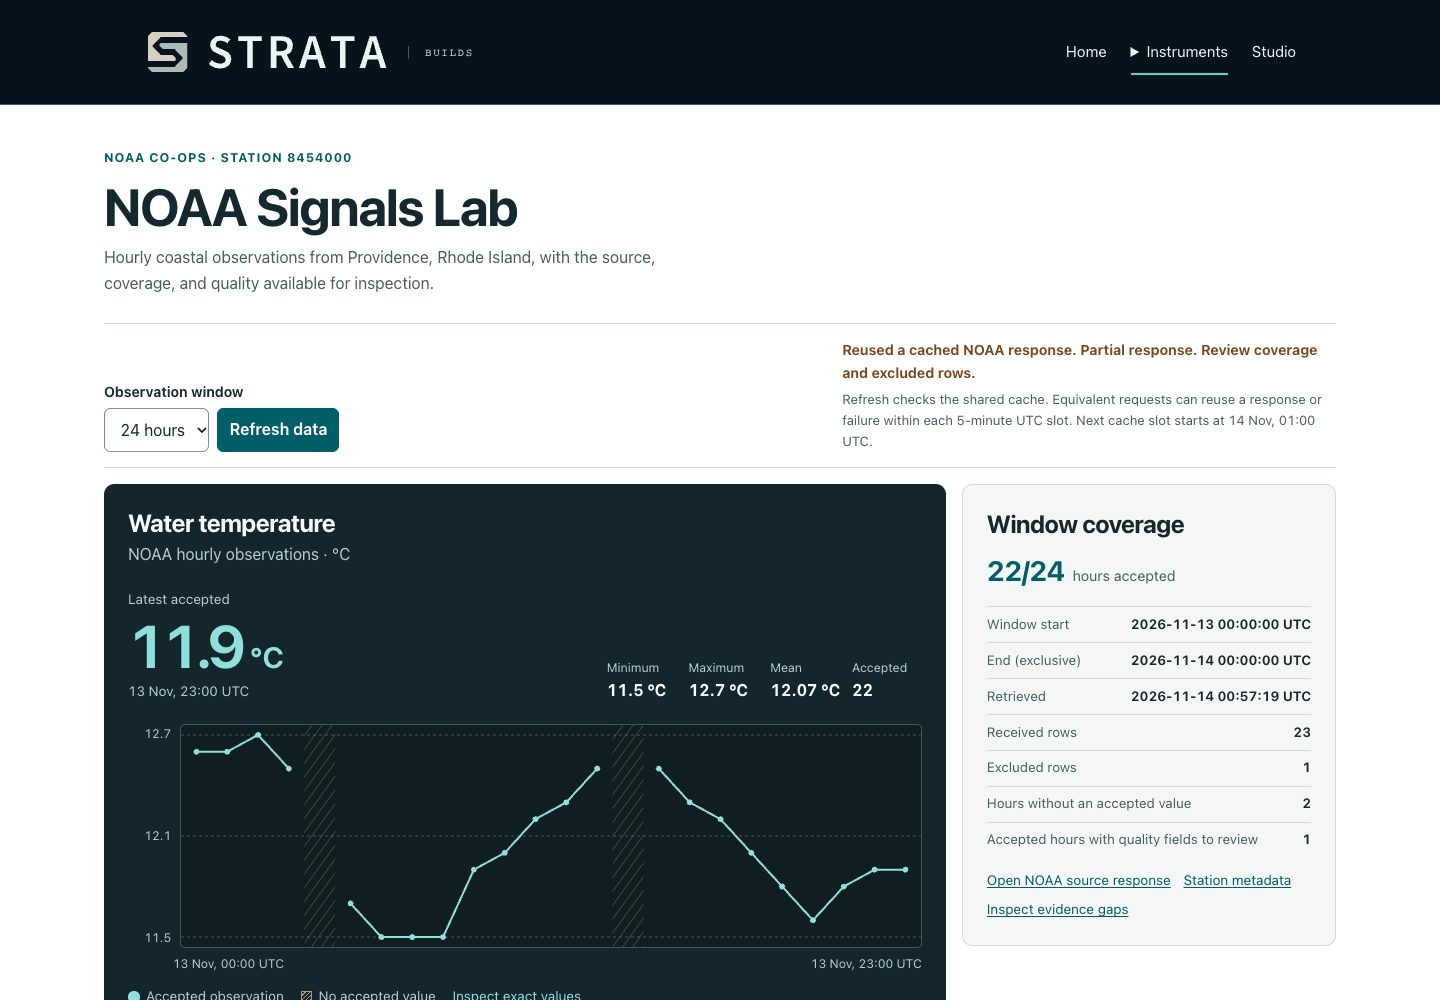 STRATA
BUILDS
Home
Instruments
Studio
NOAA CO-OPS · STATION 8454000
NOAA Signals Lab
Hourly coastal observations from Providence, Rhode Island, with the source,
coverage, and quality available for inspection.
Observation window
24 hours
Refresh data
Reused a cached NOAA response. Partial response. Review coverage
and excluded rows.
Refresh checks the shared cache. Equivalent requests can reuse a response or
failure within each 5-minute UTC slot. Next cache slot starts at 14 Nov, 01:00
UTC.
Water temperature
NOAA hourly observations · °C
Latest accepted
11.9 °C
13 Nov, 23:00 UTC
Minimum
11.5 °C
Maximum
12.7 °C
Mean
12.07 °C
Accepted
22
12.7
12.1
11.5
13 Nov, 00:00 UTC
13 Nov, 23:00 UTC
Accepted observation
No accepted value
Inspect exact values
Window coverage
22/24 hours accepted
Window start 2026-11-13 00:00:00 UTC
End (exclusive) 2026-11-14 00:00:00 UTC
Retrieved 2026-11-14 00:57:19 UTC
Received rows 23
Excluded rows 1
Hours without an accepted value 2
Accepted hours with quality fields to review 1
Open NOAA source response
Station metadata
Inspect evidence gaps